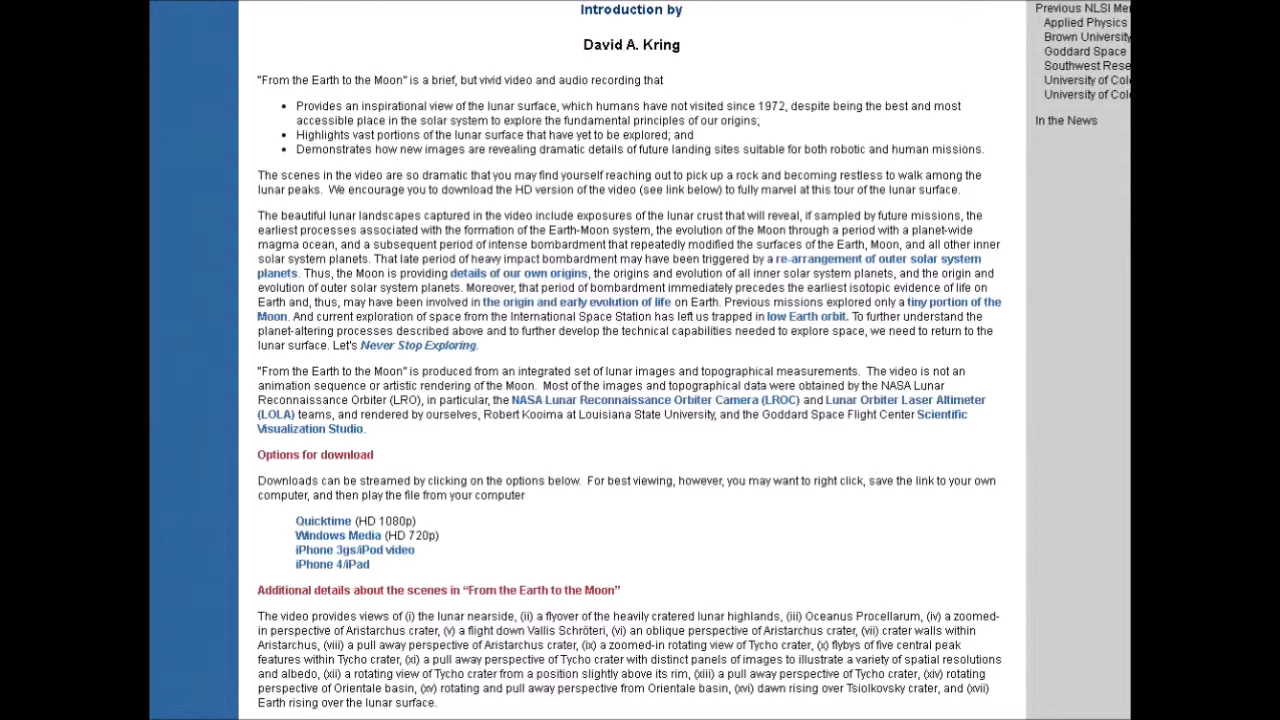 Introduction by
David A. Kring
"From the Earth to the Moon" is a brief, but vivid video and audio recording that
• Provides an inspirational view of the lunar surface, which humans have not visited since 1972, despite being the best and most
accessible place in the solar system to explore the fundamental principles of our origins;
• Highlights vast portions of the lunar surface that have yet to be explored; and
• Demonstrates how new images are revealing dramatic details of future landing sites suitable for both robotic and human missions.
The scenes in the video are so dramatic that you may find yourself reaching out to pick up a rock and becoming restless to walk among the
lunar peaks. We encourage you to download the HD version of the video (see link below) to fully marvel at this tour of the lunar surface.
The beautiful lunar landscapes captured in the video include exposures of the lunar crust that will reveal, if sampled by future missions, the
earliest processes associated with the formation of the Earth-Moon system, the evolution of the Moon through a period with a planet-wide
magma ocean, and a subsequent period of intense bombardment that repeatedly modified the surfaces of the Earth, Moon, and all other inner
solar system planets. That late period of heavy impact bombardment may have been triggered by a re-arrangement of outer solar system
planets. Thus, the Moon is providing details of our own origins, the origins and evolution of all inner solar system planets, and the origin and
evolution of outer solar system planets. Moreover, that period of bombardment immediately precedes the earliest isotopic evidence of life on
Earth and, thus, may have been involved in the origin and early evolution of life on Earth. Previous missions explored only a tiny portion of the
Moon. And current exploration of space from the International Space Station has left us trapped in low Earth orbit. To further understand the
planet-altering processes described above and to further develop the technical capabilities needed to explore space, we need to return to the
lunar surface. Let's Never Stop Exploring.
"From the Earth to the Moon" is produced from an integrated set of lunar images and topographical measurements. The video is not an
animation sequence or artistic rendering of the Moon. Most of the images and topographical data were obtained by the NASA Lunar
Reconnaissance Orbiter (LRO), in particular, the NASA Lunar Reconnaissance Orbiter Camera (LROC) and Lunar Orbiter Laser Altimeter
(LOLA) teams, and rendered by ourselves, Robert Kooima at Louisiana State University, and the Goddard Space Flight Center Scientific
Visualization Studio.
Options for download
Downloads can be streamed by clicking on the options below. For best viewing, however, you may want to right click, save the link to your own
computer, and then play the file from your computer
Quicktime (HD 1080p)
Windows Media (HD 720p)
iPhone 3gs/iPod video
iPhone 4/iPad
Additional details about the scenes in “From the Earth to the Moon”
The video provides views of (i) the lunar nearside, (ii) a flyover of the heavily cratered lunar highlands, (iii) Oceanus Procellarum, (iv) a zoomed-
in perspective of Aristarchus crater, (v) a flight down Vallis Schröteri, (vi) an oblique perspective of Aristarchus crater, (vii) crater walls within
Aristarchus, (viii) a pull away perspective of Aristarchus crater, (ix) a zoomed-in rotating view of Tycho crater, (x) flybys of five central peak
features within Tycho crater, (xi) a pull away perspective of Tycho crater with distinct panels of images to illustrate a variety of spatial resolutions
and albedo, (xii) a rotating view of Tycho crater from a position slightly above its rim, (xiii) a pull away perspective of Tycho crater, (xiv) rotating
perspective of Orientale basin, (xv) rotating and pull away perspective from Orientale basin, (xvi) dawn rising over Tsiolkovsky crater, and (xvii)
Earth rising over the lunar surface.
Previous NLSI Mem
Applied Physics
Brown University
Goddard Space
Southwest Rese
University of Col
University of Col
In the News